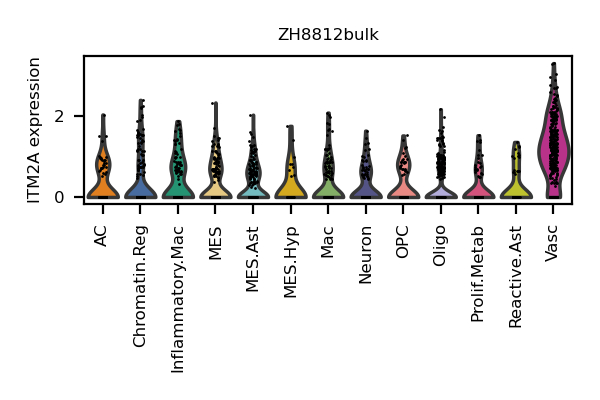 ZH8812bulk
ITM2A expression
2
0
AC
Chromatin.Reg
Inflammatory.Mac
MES
MES.Ast
MES.Hyp
Mac
Neuron
OPC
Oligo
Prolif.Metab
Reactive.Ast
Vasc